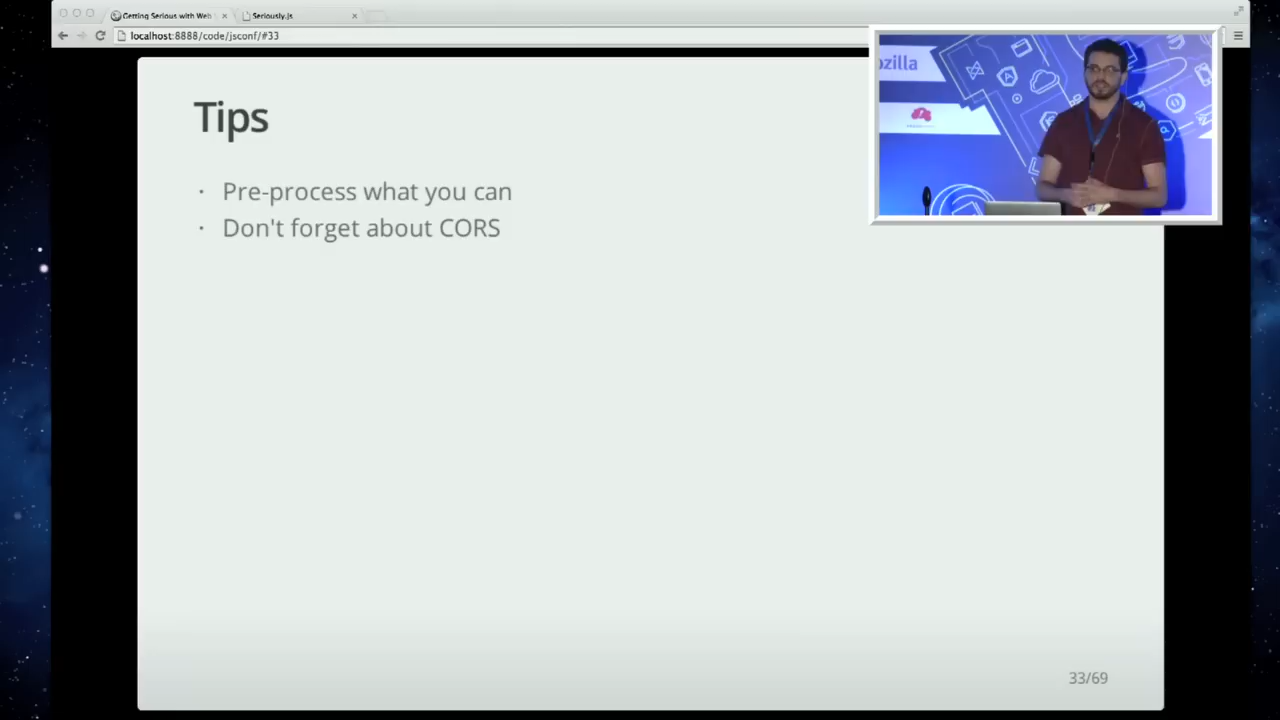 Getting Serious with Web
Seriously.js
localhost:8888/code/jsconf/#33
ozilla
Tips
· Pre-process what you can
· Don't forget about CORS
33/69